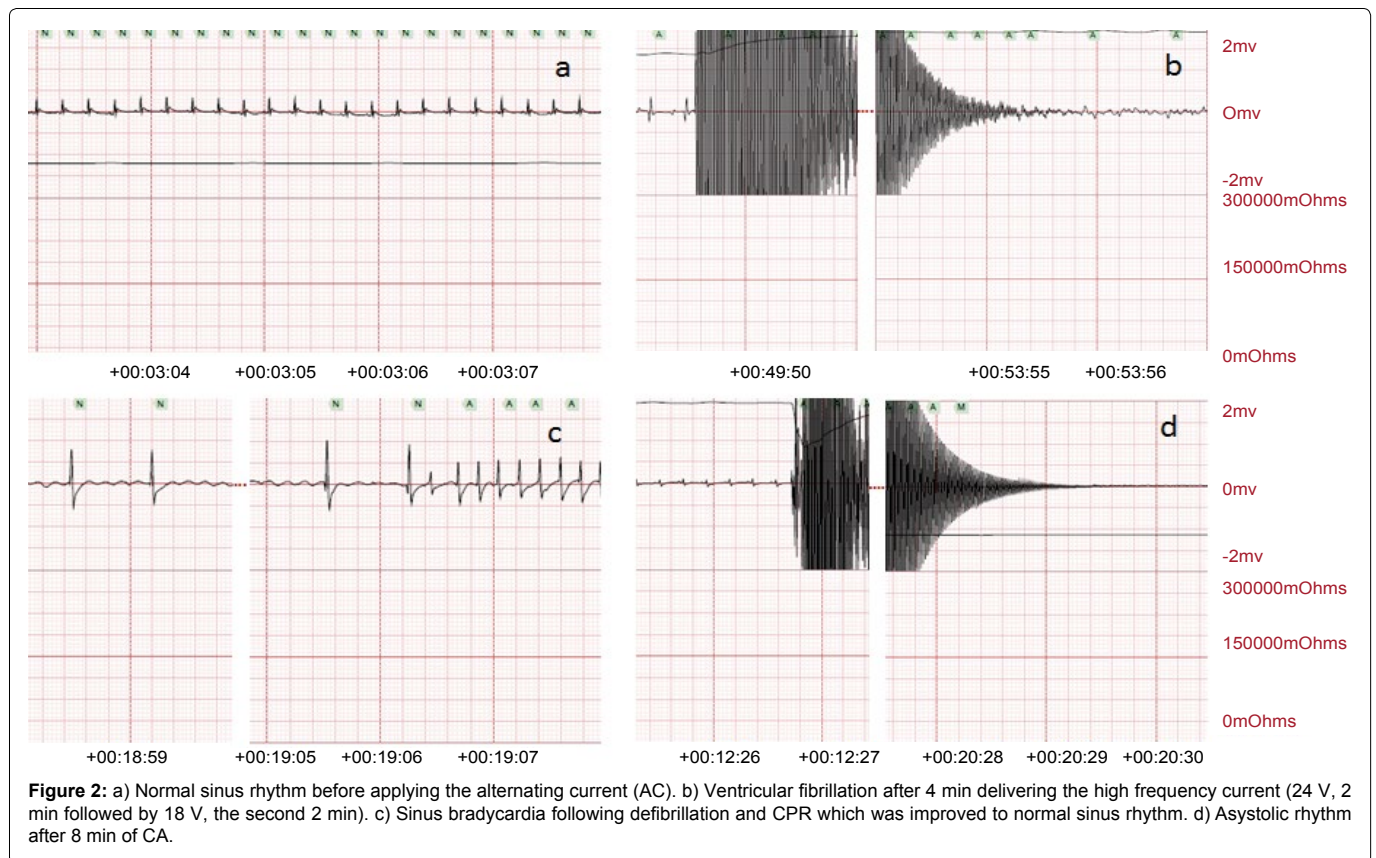 N N N N N N N N N N N N N N N N N N N N N N
a
A A A A A A A A A A A
b
2mv
Omv
-2mv
300000mOhms
150000mOhms
0mOhms
+00:03:04 +00:03:05 +00:03:06 +00:03:07
+00:49:50 +00:53:55 +00:53:56
N N N N A A A A
c
A A A A A M
d
2mv
0mv
-2mv
300000mOhms
150000mOhms
0mOhms
+00:18:59 +00:19:05 +00:19:06 +00:19:07
+00:12:26 +00:12:27 +00:20:28 +00:20:29 +00:20:30
Figure 2: a) Normal sinus rhythm before applying the alternating current (AC). b) Ventricular fibrillation after 4 min delivering the high frequency current (24 V, 2
min followed by 18 V, the second 2 min). c) Sinus bradycardia following defibrillation and CPR which was improved to normal sinus rhythm. d) Asystolic rhythm
after 8 min of CA.